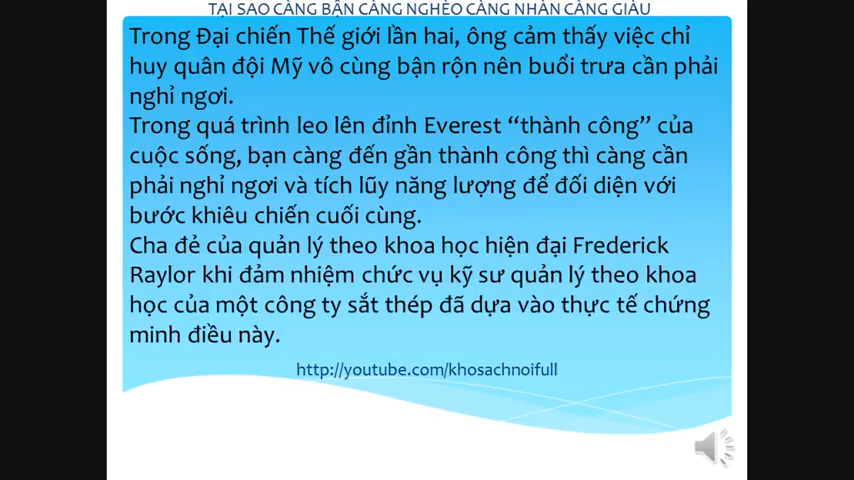 TẠI SAO CÀNG BẬN CÀNG NGHÈO CÀNG NHÀN CÀNG GIÀU
Trong Đại chiến Thế giới lần hai, ông cảm thấy việc chỉ
huy quân đội Mỹ vô cùng bận rộn nên buổi trưa cần phải
nghỉ ngơi.
Trong quá trình leo lên đỉnh Everest “thành công” của
cuộc sống, bạn càng đến gần thành công thì càng cần
phải nghỉ ngơi và tích lũy năng lượng để đối diện với
bước khiêu chiến cuối cùng.
Cha đẻ của quản lý theo khoa học hiện đại Frederick
Raylor khi đảm nhiệm chức vụ kỹ sư quản lý theo khoa
học của một công ty sắt thép đã dựa vào thực tế chứng
minh điều này.
http://youtube.com/khosachnoifull